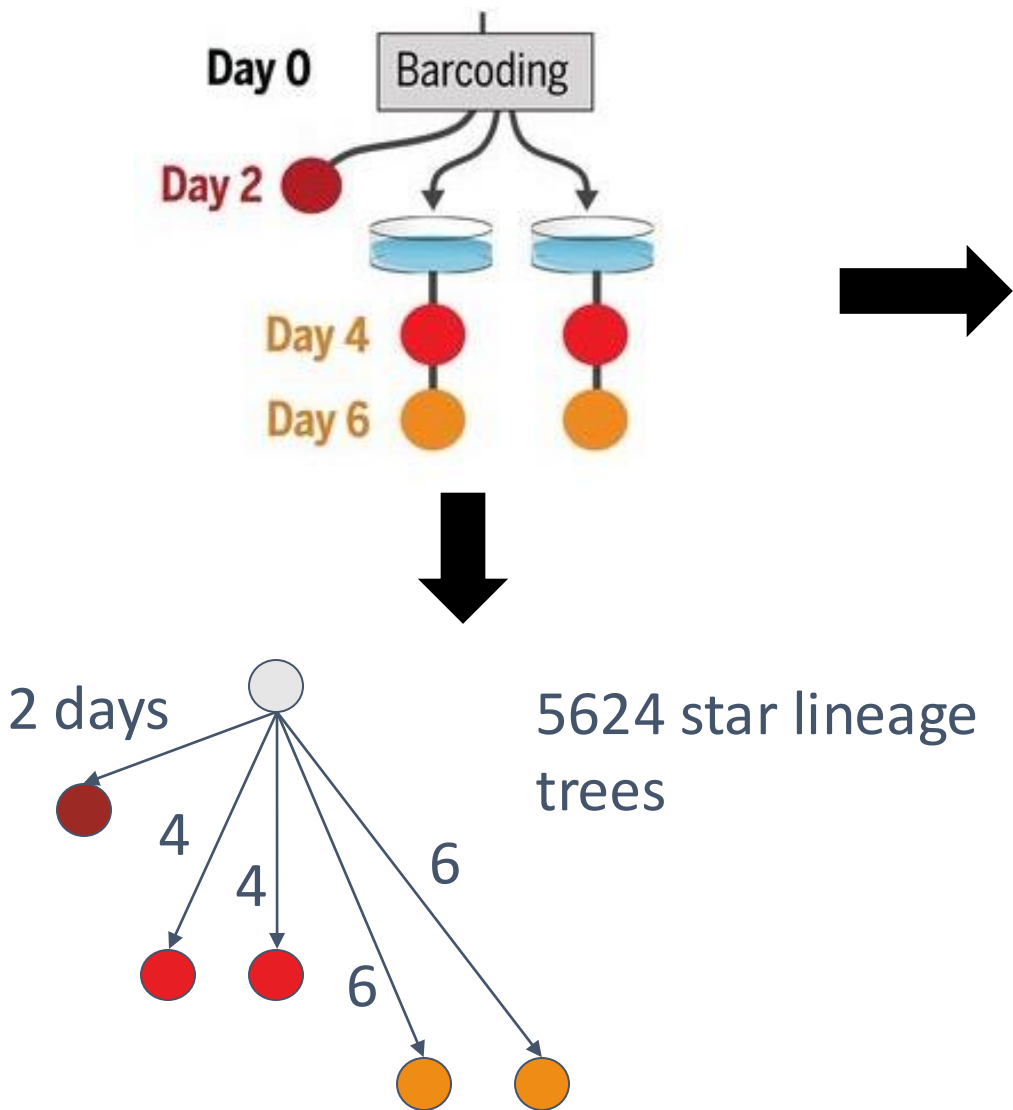 Day 0
Barcoding
Day 2
Day 4
Day 6
2 days
5624 star lineage
trees
4
4
6
6